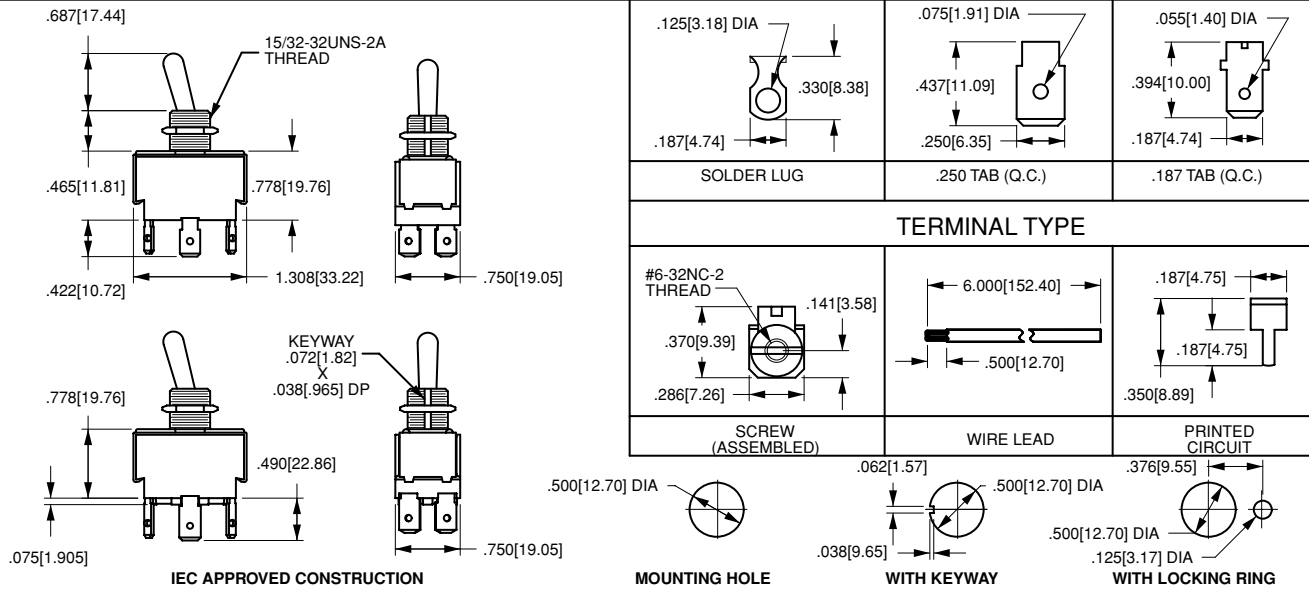 .687[17.44]
15/32-32UNS-2A
THREAD
.465[11.81]
.778[19.76]
.422[10.72]
1.308[33.22]
.750[19.05]
KEYWAY
.072[1.82]
X
.038[.965] DP
.778[19.76]
.490[22.86]
.075[1.905]
.750[19.05]
IEC APPROVED CONSTRUCTION
.125[3.18] DIA
.330[8.38]
.187[4.74]
SOLDER LUG
.075[1.91] DIA
.437[11.09]
.250[6.35]
.250 TAB (Q.C.)
.055[1.40] DIA
.394[10.00]
.187[4.74]
.187 TAB (Q.C.)
TERMINAL TYPE
#6-32NC-2
THREAD
.141[3.58]
.370[9.39]
.286[7.26]
SCREW
(ASSEMBLED)
6.000[152.40]
.500[12.70]
WIRE LEAD
.187[4.75]
.187[4.75]
.350[8.89]
PRINTED
CIRCUIT
.500[12.70] DIA
MOUNTING HOLE
.062[1.57]
.500[12.70] DIA
.038[9.65]
WITH KEYWAY
.376[9.55]
.500[12.70] DIA
.125[3.17] DIA
WITH LOCKING RING